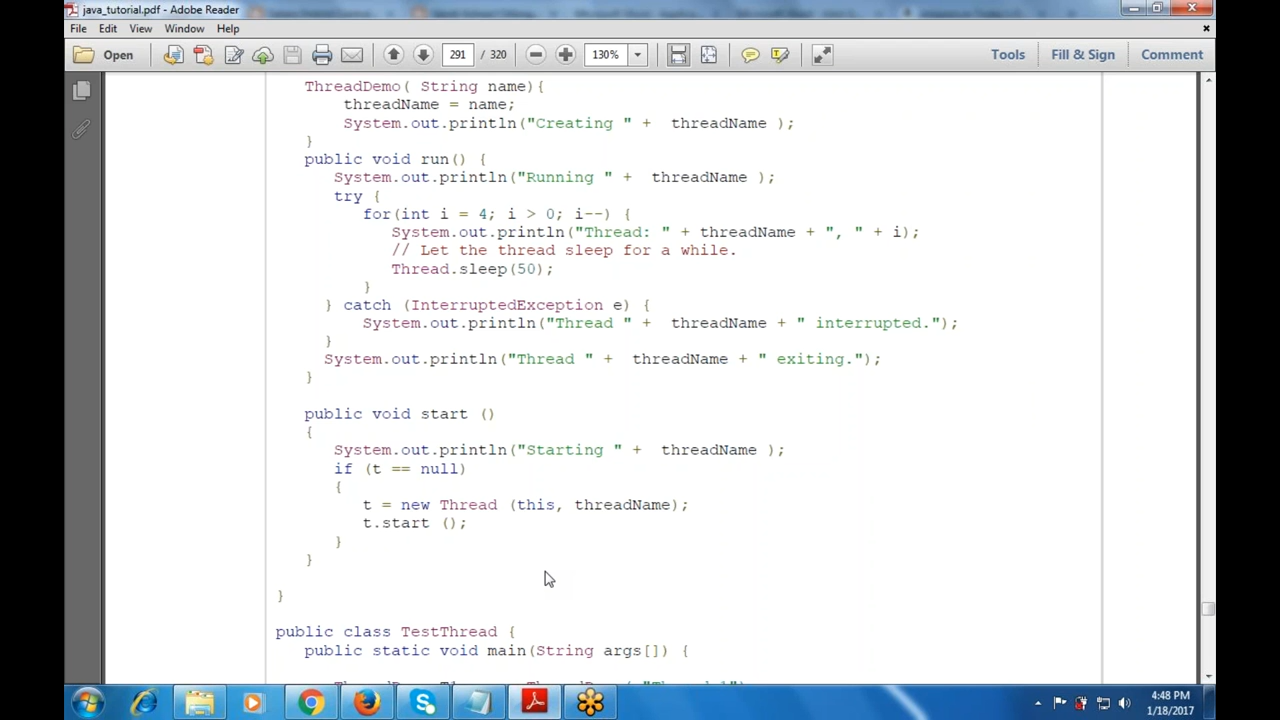 java_tutorial.pdf - Adobe Reader
File Edit View Window Help
Open 291 / 320 130% Tools Fill & Sign Comment
ThreadDemo( String name){
threadName = name;
System.out.println("Creating " +  threadName );
}
public void run() {
System.out.println("Running " +  threadName );
try {
for(int i = 4; i > 0; i--) {
System.out.println("Thread: " + threadName + ", " + i);
// Let the thread sleep for a while.
Thread.sleep(50);
}
} catch (InterruptedException e) {
System.out.println("Thread " +  threadName + " interrupted.");
}
System.out.println("Thread " +  threadName + " exiting.");
}
public void start ()
{
System.out.println("Starting " +  threadName );
if (t == null)
{
t = new Thread (this, threadName);
t.start ();
}
}
}
public class TestThread {
public static void main(String args[]) {
4:48 PM
1/18/2017